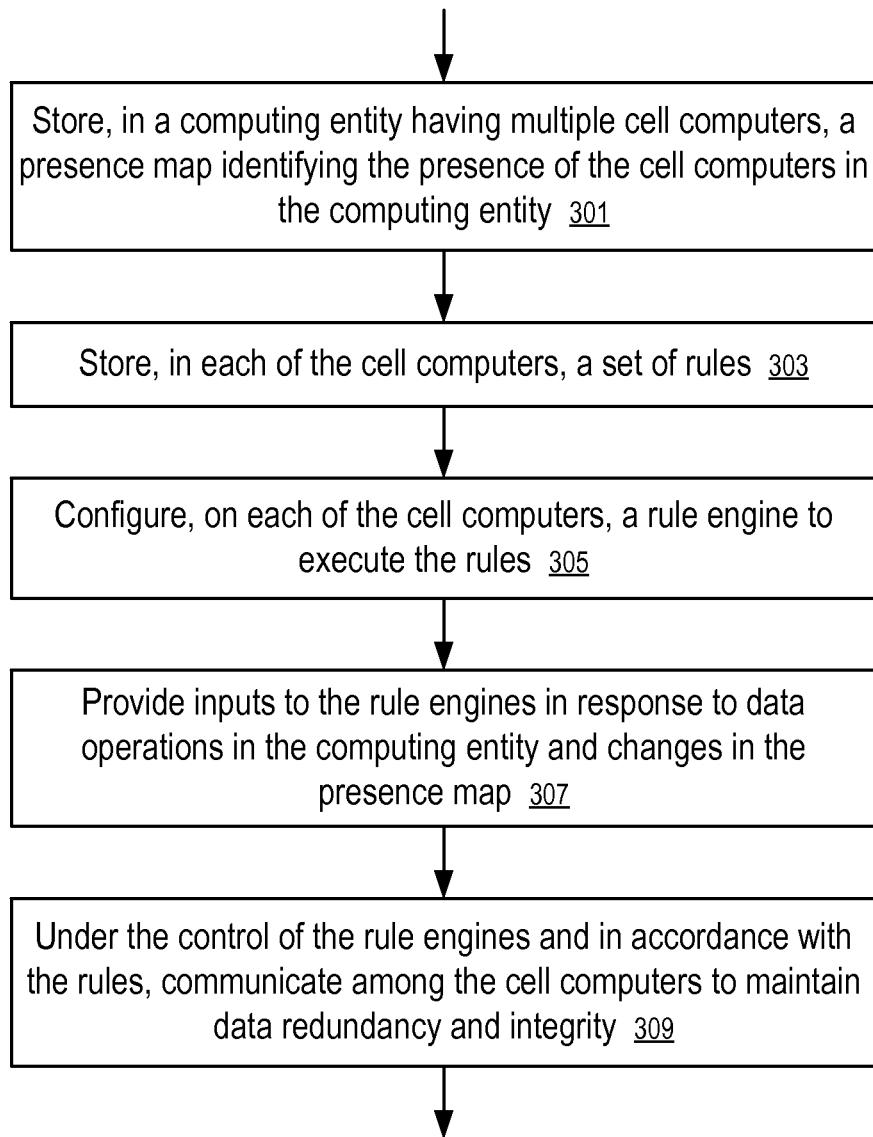 Store, in a computing entity having multiple cell computers, a
presence map identifying the presence of the cell computers in
the computing entity 301
Store, in each of the cell computers, a set of rules 303
Configure, on each of the cell computers, a rule engine to
execute the rules 305
Provide inputs to the rule engines in response to data
operations in the computing entity and changes in the
presence map 307
Under the control of the rule engines and in accordance with
the rules, communicate among the cell computers to maintain
data redundancy and integrity 309